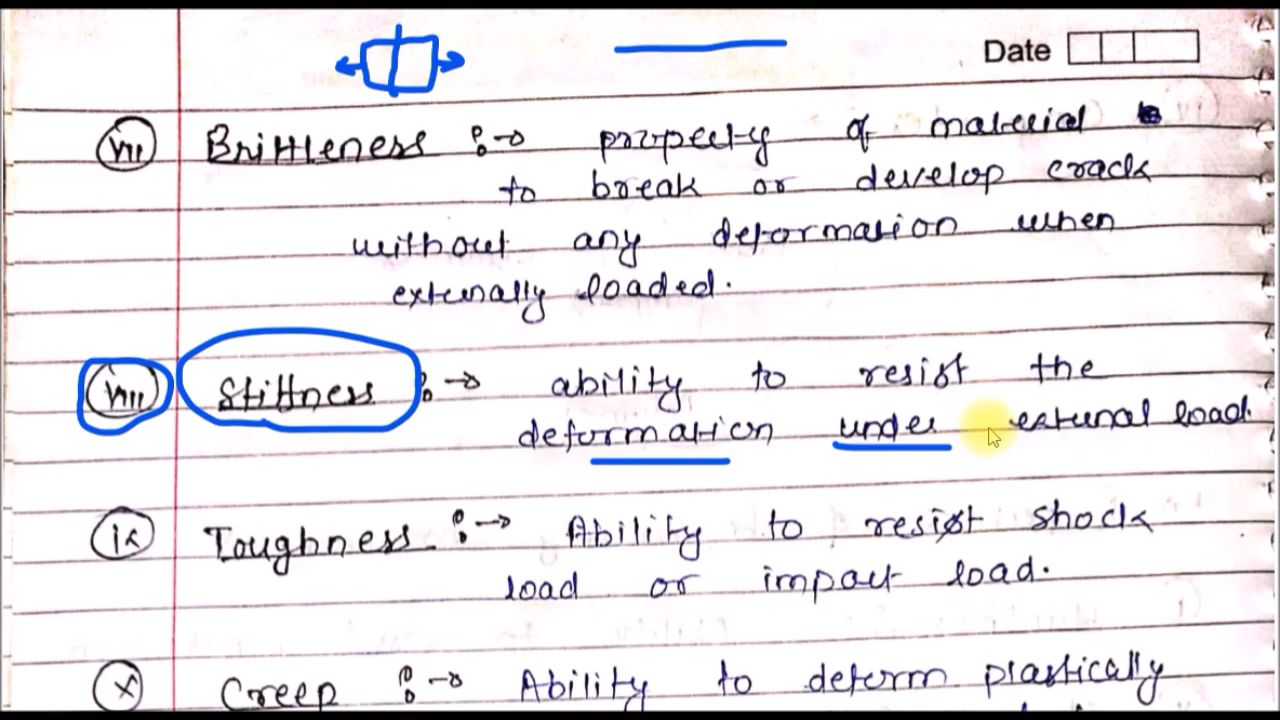 Date
(vii) Brittleness :→ property of material
to break or develop crack
without any deformation when
externally loaded.
(viii) Stiffness :→ ability to resist the
deformation under external load.
(ix) Toughness :→ Ability to resist shock
load or impact load.
(x) Creep :→ Ability to deform plastically